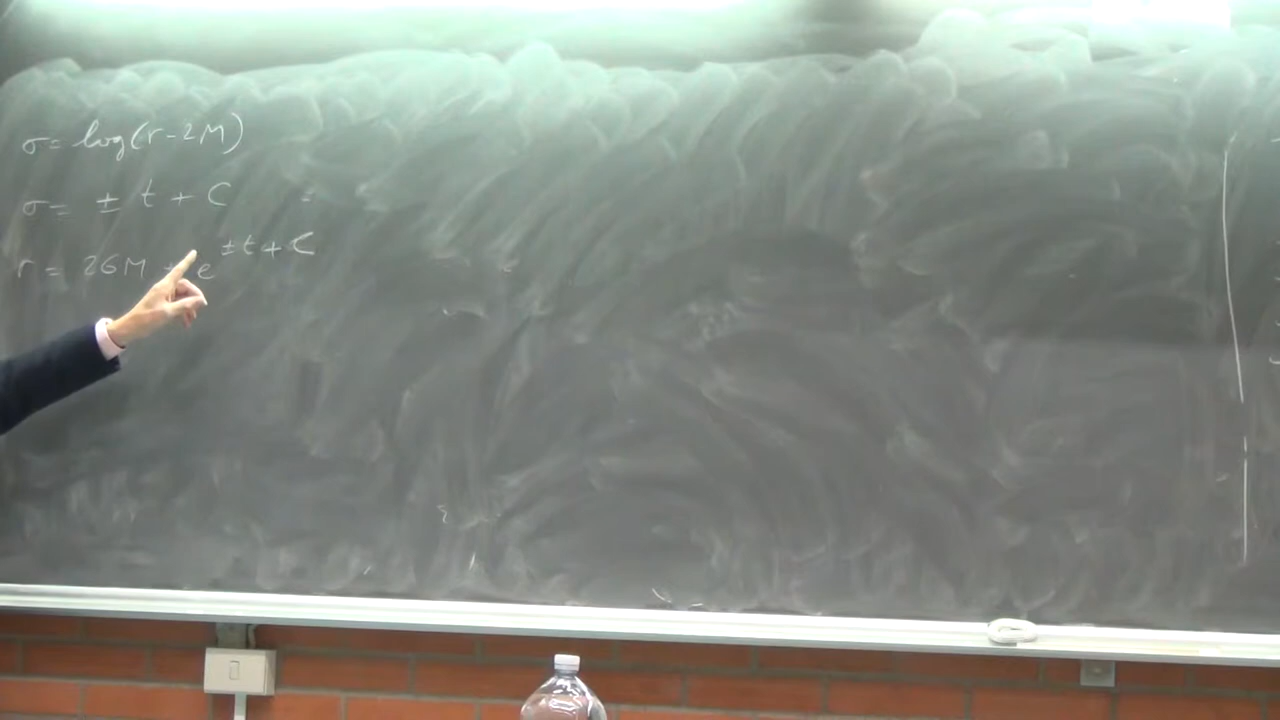 σ = log(r-2M)
σ = ± t + C
r = 2GM + e^{±t+C}